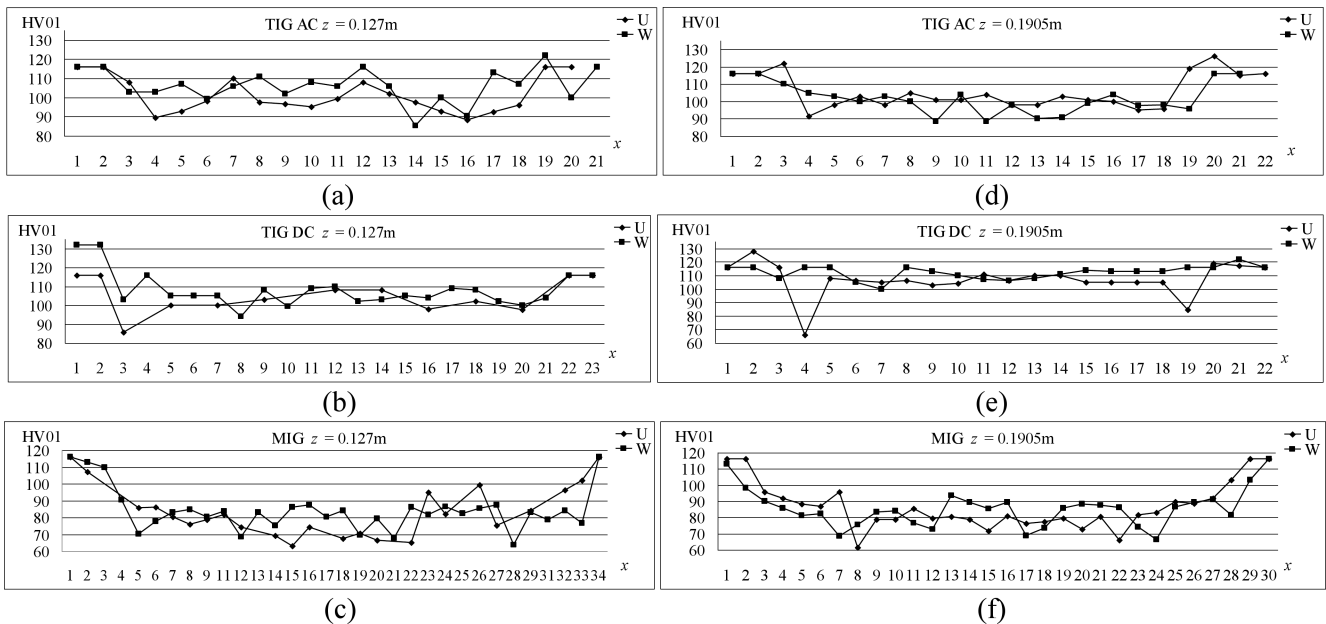 HV01 TIG AC z = 0.127m U
W
130
120
110
100
90
80
x
1 2 3 4 5 6 7 8 9 10 11 12 13 14 15 16 17 18 19 20 21
(a)
HV01 TIG AC z = 0.1905m U
W
130
120
110
100
90
80
x
1 2 3 4 5 6 7 8 9 10 11 12 13 14 15 16 17 18 19 20 21 22
(d)
HV01 TIG DC z = 0.127m U
W
130
120
110
100
90
80
x
1 2 3 4 5 6 7 8 9 10 11 12 13 14 15 16 17 18 19 20 21 22 23
(b)
HV01 TIG DC z = 0.1905m U
W
130
120
110
100
90
80
70
60
x
1 2 3 4 5 6 7 8 9 10 11 12 13 14 15 16 17 18 19 20 21 22
(e)
HV01 MIG z = 0.127m U
W
120
110
100
90
80
70
60
1 2 3 4 5 6 7 8 9 10 11 12 13 14 15 16 17 18 19 20 21 22 23 24 25 26 27 28 29 31 32 33 34 x
(c)
HV01 MIG z = 0.1905m U
W
120
110
100
90
80
70
60
1 2 3 4 5 6 7 8 9 10 11 12 13 14 15 16 17 18 19 20 21 22 23 24 25 26 27 28 29 30 x
(f)